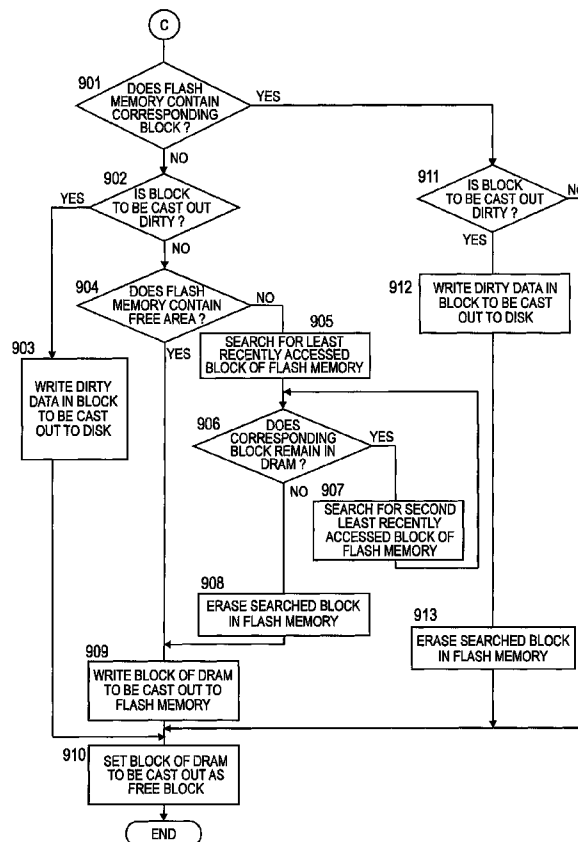 C
901
DOES FLASH
MEMORY CONTAIN
CORRESPONDING
BLOCK ?
YES
NO
902
YES
IS BLOCK
TO BE CAST OUT
DIRTY ?
NO
911
IS BLOCK
TO BE CAST OUT
DIRTY ?
NO
YES
904
DOES FLASH
MEMORY CONTAIN
FREE AREA ?
NO
YES
912
WRITE DIRTY DATA IN
BLOCK TO BE CAST
OUT TO DISK
905
SEARCH FOR LEAST
RECENTLY ACCESSED
BLOCK OF FLASH MEMORY
903
WRITE DIRTY
DATA IN BLOCK
TO BE CAST
OUT TO DISK
906
DOES
CORRESPONDING
BLOCK REMAIN IN
DRAM ?
YES
NO
907
SEARCH FOR SECOND
LEAST RECENTLY
ACCESSED BLOCK OF
FLASH MEMORY
908
ERASE SEARCHED BLOCK
IN FLASH MEMORY
913
ERASE SEARCHED BLOCK
IN FLASH MEMORY
909
WRITE BLOCK OF DRAM
TO BE CAST OUT TO
FLASH MEMORY
910
SET BLOCK OF DRAM
TO BE CAST OUT AS
FREE BLOCK
END